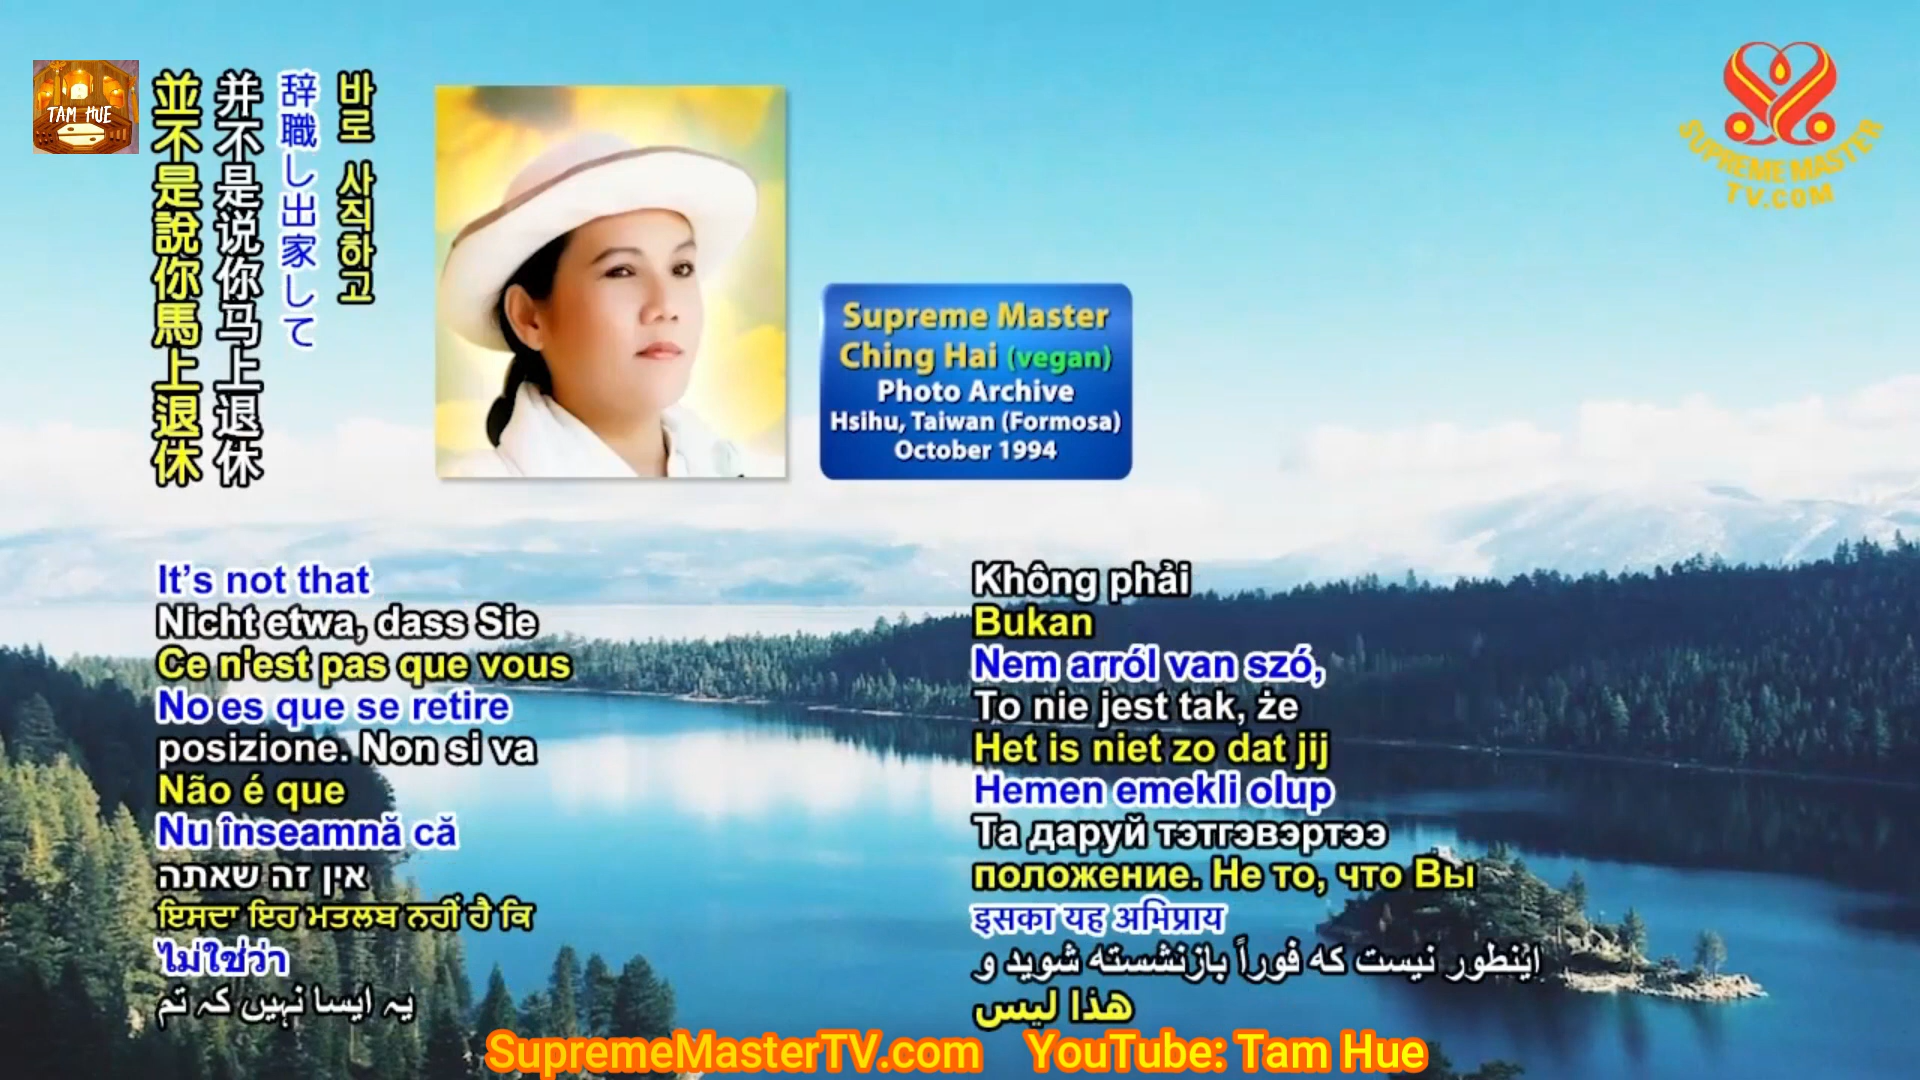 TAM HUE
並不是說你馬上退休
并不是说你马上退休
辞職し出家して
바로 사직하고
SUPREME MASTER
TV.COM
Supreme Master
Ching Hai (vegan)
Photo Archive
Hsihu, Taiwan (Formosa)
October 1994
It’s not that
Nicht etwa, dass Sie
Ce n'est pas que vous
No es que se retire
posizione. Non si va
Não é que
Nu înseamnă că
אין זה שאתה
ਇਸਦਾ ਇਹ ਮਤਲਬ ਨਹੀਂ ਹੈ ਕਿ
ไม่ใช่ว่า
یہ ایسا نہیں کہ تم
Không phải
Bukan
Nem arról van szó,
To nie jest tak, że
Het is niet zo dat jij
Hemen emekli olup
Та даруй тэтгэвэртээ
положение. Не то, что Вы
इसका यह अभिप्राय
اینطور نیست که فوراً بازنشسته شوید و
هذا ليس
SupremeMasterTV.com YouTube: Tam Hue